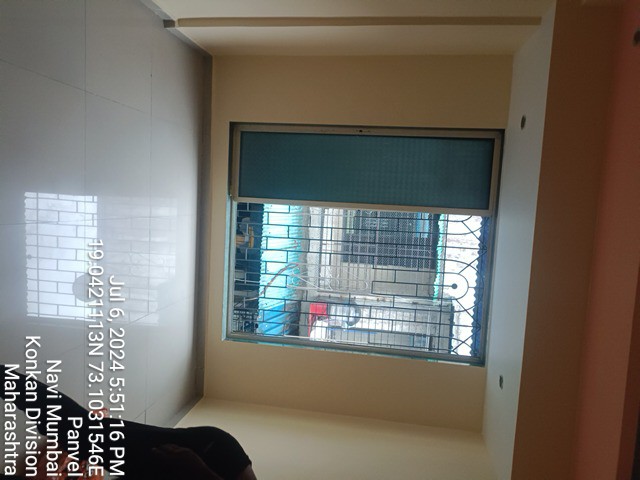 Jul 6, 2024 5:51:16 PM
19.0421113N 73.1031546E
Panvel
Navi Mumbai
Konkan Division
Maharashtra